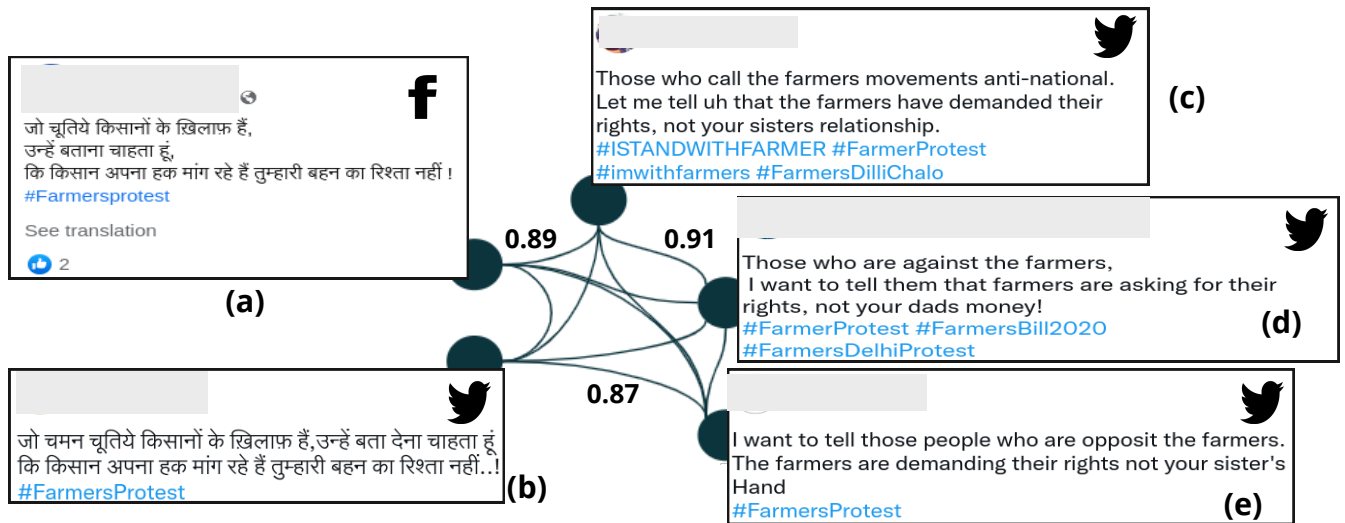 जो चूतिये किसानों के ख़िलाफ़ हैं,
उन्हें बताना चाहता हूं,
कि किसान अपना हक मांग रहे हैं तुम्हारी बहन का रिश्ता नहीं !
#Farmersprotest
See translation
2
(a)
जो चमन चूतिये किसानों के ख़िलाफ़ हैं,उन्हें बता देना चाहता हूं
कि किसान अपना हक मांग रहे हैं तुम्हारी बहन का रिश्ता नहीं..!
#FarmersProtest
(b)
Those who call the farmers movements anti-national.
Let me tell uh that the farmers have demanded their
rights, not your sisters relationship.
#ISTANDWITHFARMER #FarmerProtest
#imwithfarmers #FarmersDilliChalo
(c)
0.89
0.91
0.87
Those who are against the farmers,
I want to tell them that farmers are asking for their
rights, not your dads money!
#FarmerProtest #FarmersBill2020
#FarmersDelhiProtest
(d)
I want to tell those people who are opposit the farmers.
The farmers are demanding their rights not your sister's
Hand
#FarmersProtest
(e)